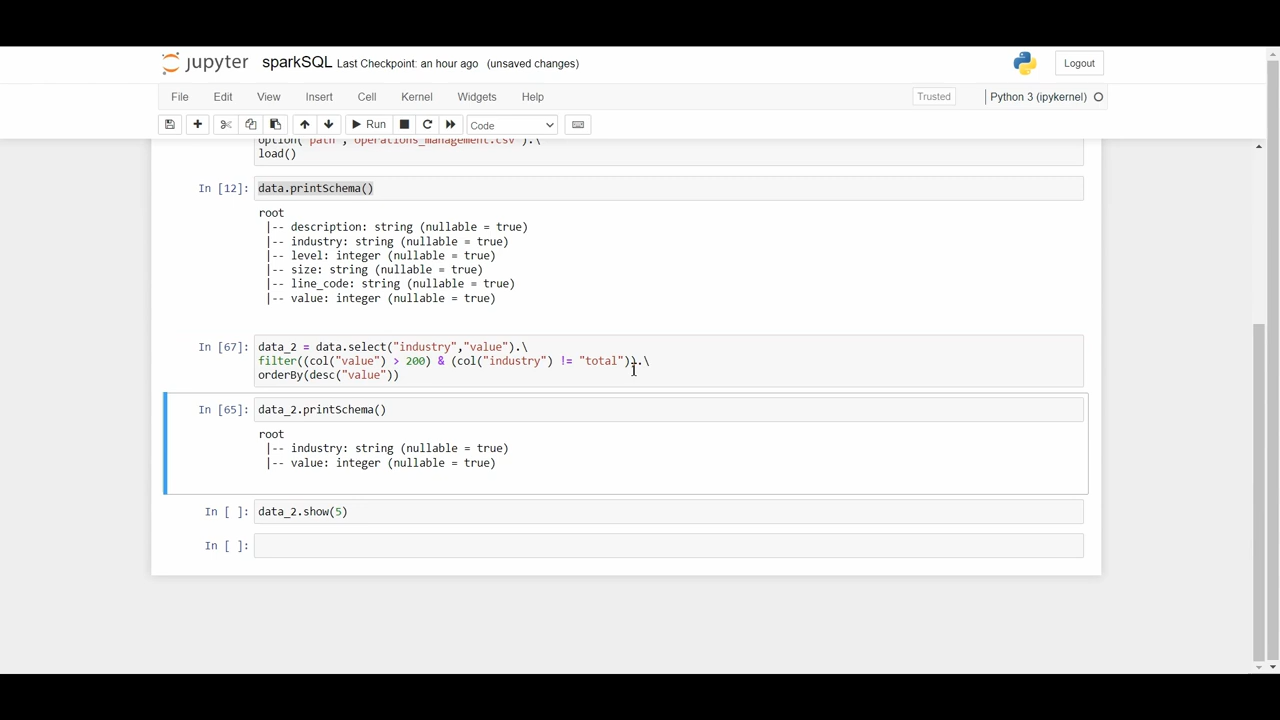 jupyter sparkSQL Last Checkpoint: an hour ago (unsaved changes) Logout
File Edit View Insert Cell Kernel Widgets Help Trusted Python 3 (ipykernel)
Run Code
option("path","operations_management.csv").\
load()
In [12]: data.printSchema()
root
|-- description: string (nullable = true)
|-- industry: string (nullable = true)
|-- level: integer (nullable = true)
|-- size: string (nullable = true)
|-- line_code: string (nullable = true)
|-- value: integer (nullable = true)
In [67]: data_2 = data.select("industry","value").\
filter((col("value") > 200) & (col("industry") != "total")).\
orderBy(desc("value"))
In [65]: data_2.printSchema()
root
|-- industry: string (nullable = true)
|-- value: integer (nullable = true)
In [ ]: data_2.show(5)
In [ ]: